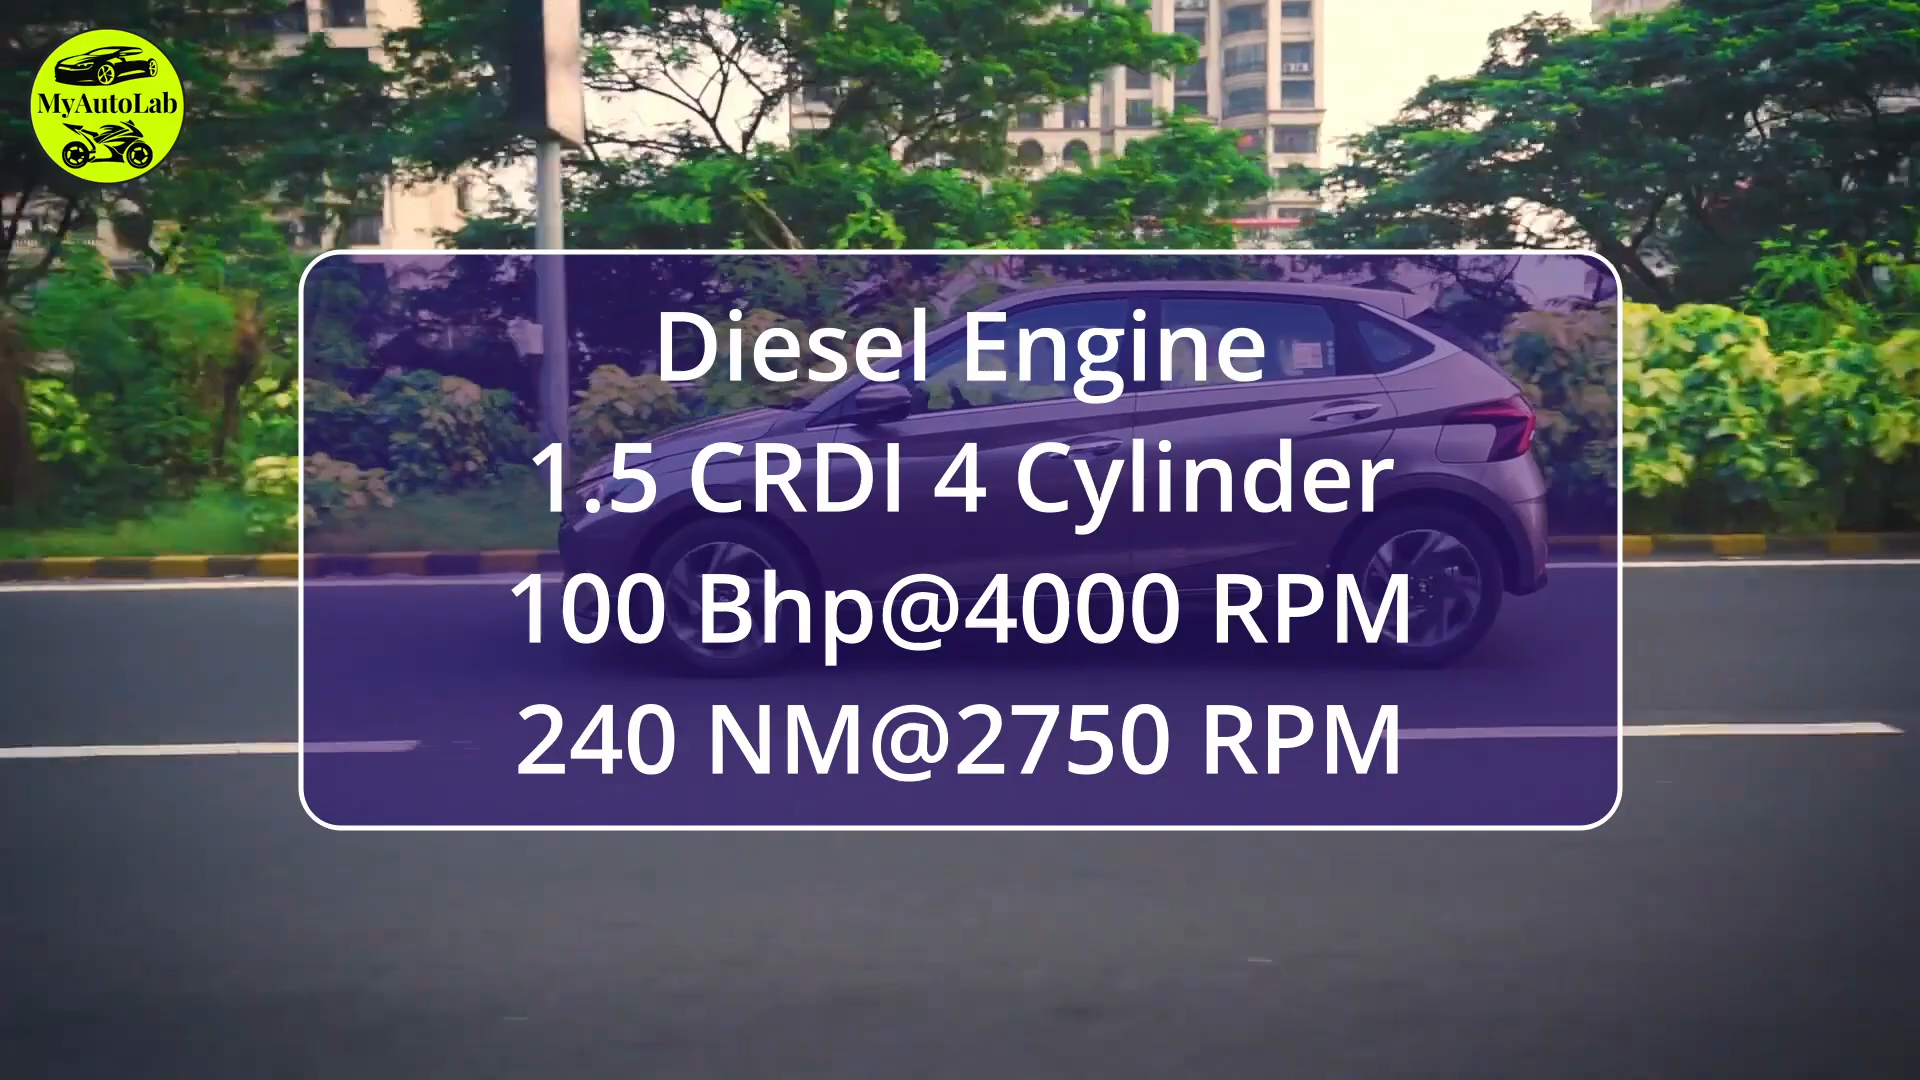 MyAutoLab
Diesel Engine
1.5 CRDI 4 Cylinder
100 Bhp@4000 RPM
240 NM@2750 RPM